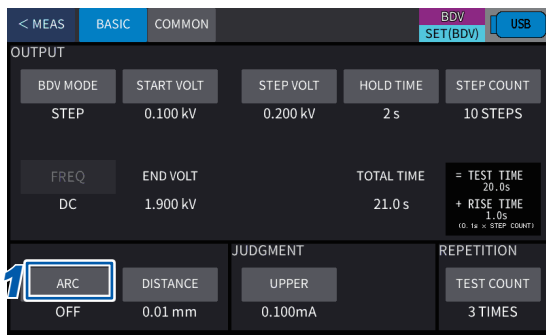 < MEAS BASIC COMMON BDV SET(BDV) USB
OUTPUT
BDV MODE START VOLT STEP VOLT HOLD TIME STEP COUNT
STEP 0.100 kV 0.200 kV 2 s 10 STEPS
FREQ END VOLT TOTAL TIME = TEST TIME
DC 1.900 kV 21.0 s 20.0s
+ RISE TIME
1.0s
(0.1s × STEP COUNT)
JUDGMENT REPETITION
1 ARC DISTANCE UPPER TEST COUNT
OFF 0.01 mm 0.100mA 3 TIMES